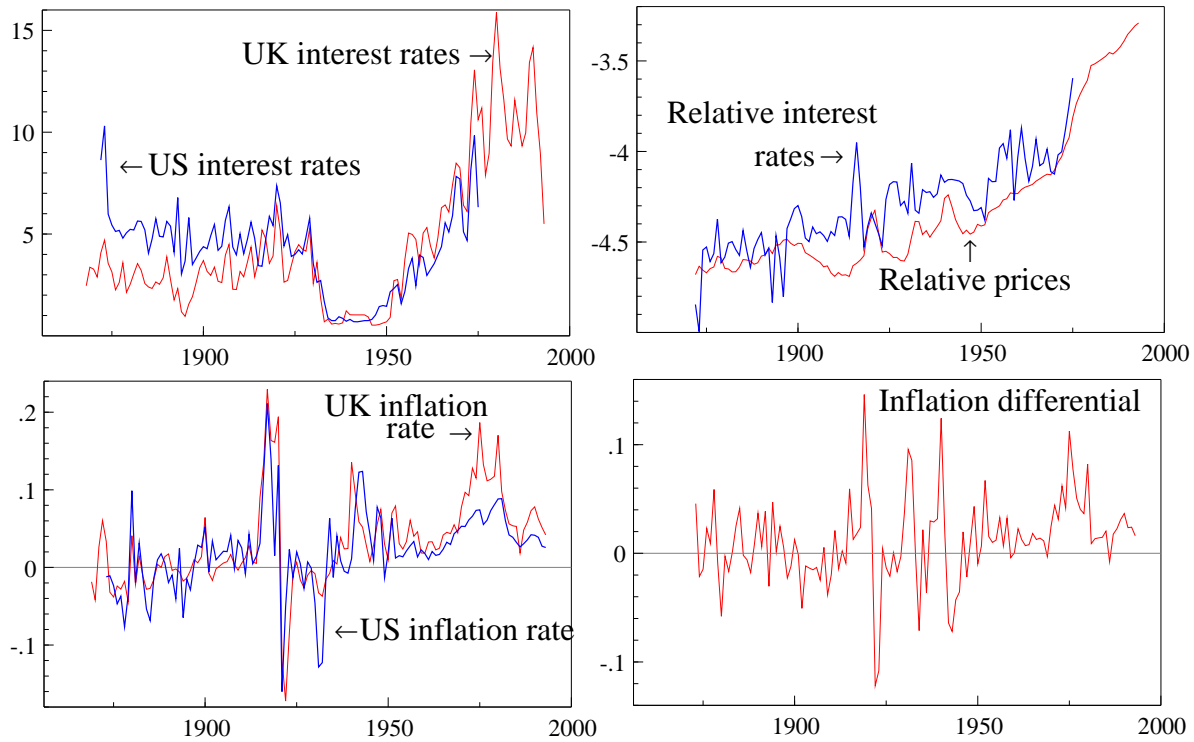 15
10
5
UK interest rates →
← US interest rates
1900
1950
2000
-3.5
-4
-4.5
Relative interest
rates →
↑
Relative prices
1900
1950
2000
.2
.1
0
-.1
UK inflation
rate →
←US inflation rate
1900
1950
2000
.1
0
-.1
Inflation differential
1900
1950
2000